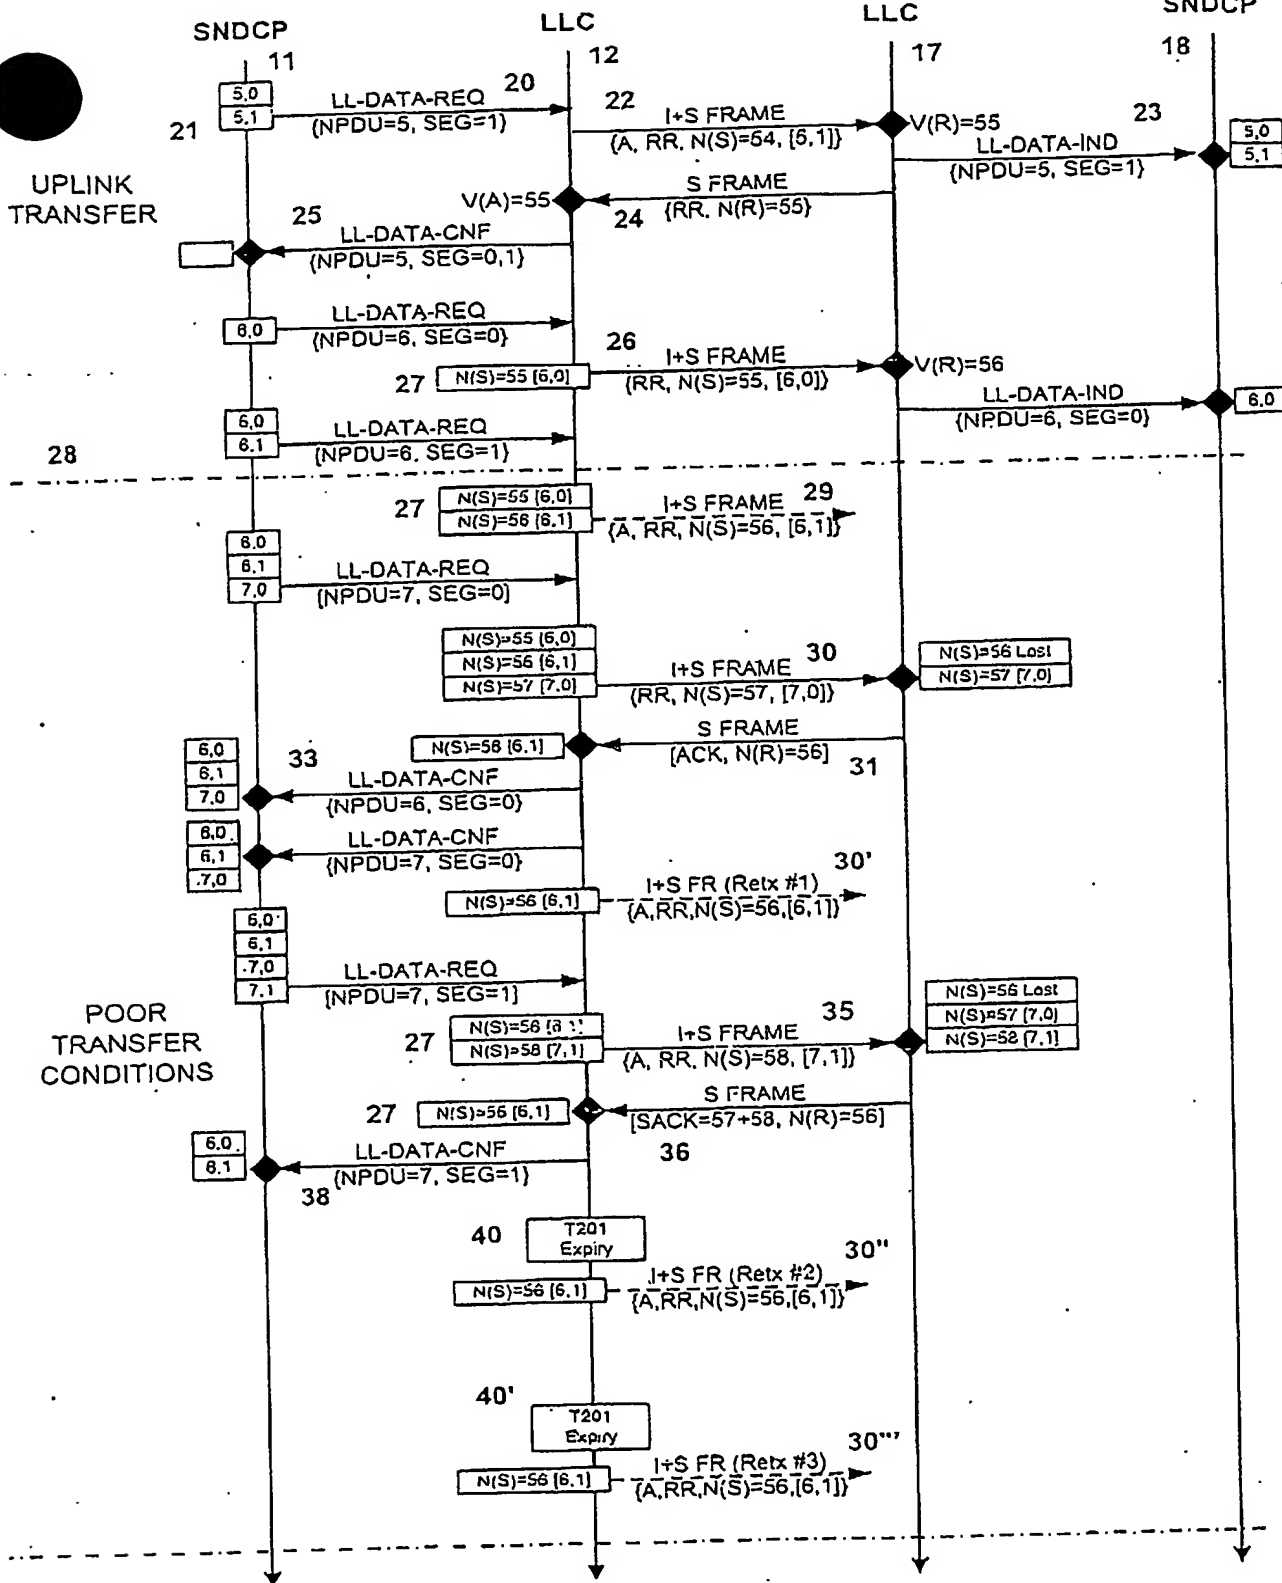 SNDCP
LLC
LLC
SNDCP
11
12
17
18
5,0
5,1
21
LL-DATA-REQ
{NPDU=5, SEG=1}
20
22
I+S FRAME
{A, RR, N(S)=54, [5,1]}
V(R)=55
23
LL-DATA-IND
{NPDU=5, SEG=1}
5,0
5,1
UPLINK
TRANSFER
V(A)=55
S FRAME
{RR, N(R)=55}
24
25
LL-DATA-CNF
{NPDU=5, SEG=0,1}
6,0
LL-DATA-REQ
{NPDU=6, SEG=0}
26
27
N(S)=55 [6,0]
I+S FRAME
{RR, N(S)=55, [6,0]}
V(R)=56
LL-DATA-IND
{NPDU=6, SEG=0}
6,0
6,0
6,1
LL-DATA-REQ
{NPDU=6, SEG=1}
28
27
N(S)=55 [6,0]
N(S)=56 [6,1]
I+S FRAME
29
{A, RR, N(S)=56, [6,1]}
6,0
6,1
7,0
LL-DATA-REQ
[NPDU=7, SEG=0]
N(S)=55 [6,0]
N(S)=56 [6,1]
N(S)=57 [7,0]
I+S FRAME
30
{RR, N(S)=57, [7,0]}
N(S)=56 Lost
N(S)=57 [7,0]
N(S)=56 [6,1]
S FRAME
[ACK, N(R)=56]
31
6,0
6,1
7,0
33
LL-DATA-CNF
{NPDU=6, SEG=0}
6,0
6,1
7,0
LL-DATA-CNF
{NPDU=7, SEG=0}
30'
N(S)=56 [6,1]
I+S FR (Retx #1)
{A,RR,N(S)=56,[6,1]}
6,0
6,1
7,0
7,1
LL-DATA-REQ
[NPDU=7, SEG=1]
POOR
TRANSFER
CONDITIONS
27
N(S)=56 [6,1]
N(S)=58 [7,1]
I+S FRAME
35
{A, RR, N(S)=58, [7,1]}
N(S)=56 Lost
N(S)=57 [7,0]
N(S)=58 [7,1]
27
N(S)=56 [6,1]
S FRAME
[SACK=57+58, N(R)=56]
36
6,0
6,1
LL-DATA-CNF
{NPDU=7, SEG=1}
38
40
T201
Expiry
30''
N(S)=56 [6,1]
I+S FR (Retx #2)
{A,RR,N(S)=56,[6,1]}
40'
T201
Expiry
30'''
N(S)=56 [6,1]
I+S FR (Retx #3)
{A,RR,N(S)=56,[6,1]}